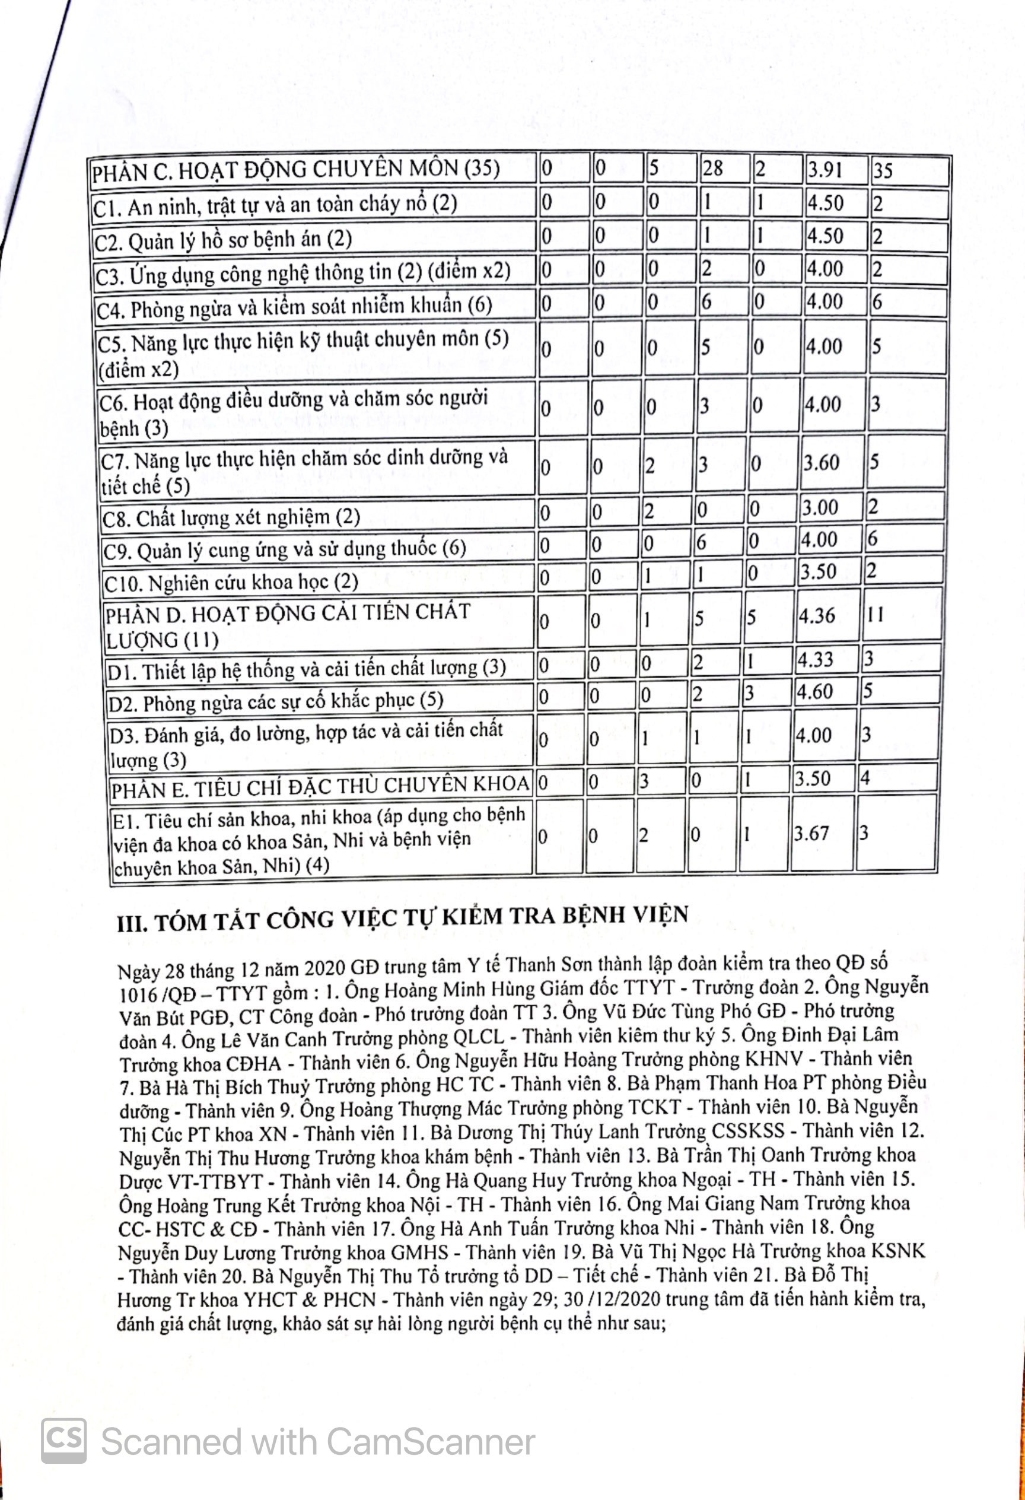 PHẦN C. HOẠT ĐỘNG CHUYÊN MÔN (35) 0 0 5 28 2 3.91 35
C1. An ninh, trật tự và an toàn cháy nổ (2) 0 0 0 1 1 4.50 2
C2. Quản lý hồ sơ bệnh án (2) 0 0 0 1 1 4.50 2
C3. Ứng dụng công nghệ thông tin (2) (điểm x2) 0 0 0 2 0 4.00 2
C4. Phòng ngừa và kiểm soát nhiễm khuẩn (6) 0 0 0 6 0 4.00 6
C5. Năng lực thực hiện kỹ thuật chuyên môn (5)
(điểm x2) 0 0 0 5 0 4.00 5
C6. Hoạt động điều dưỡng và chăm sóc người
bệnh (3) 0 0 0 3 0 4.00 3
C7. Năng lực thực hiện chăm sóc dinh dưỡng và
tiết chế (5) 0 0 2 3 0 3.60 5
C8. Chất lượng xét nghiệm (2) 0 0 2 0 0 3.00 2
C9. Quản lý cung ứng và sử dụng thuốc (6) 0 0 0 6 0 4.00 6
C10. Nghiên cứu khoa học (2) 0 0 1 1 0 3.50 2
PHẦN D. HOẠT ĐỘNG CẢI TIẾN CHẤT
LƯỢNG (11) 0 0 1 5 5 4.36 11
D1. Thiết lập hệ thống và cải tiến chất lượng (3) 0 0 0 2 1 4.33 3
D2. Phòng ngừa các sự cố khắc phục (5) 0 0 0 2 3 4.60 5
D3. Đánh giá, đo lường, hợp tác và cải tiến chất
lượng (3) 0 0 1 1 1 4.00 3
PHẦN E. TIÊU CHÍ ĐẶC THÙ CHUYÊN KHOA 0 0 3 0 1 3.50 4
E1. Tiêu chí sản khoa, nhi khoa (áp dụng cho bệnh
viện đa khoa có khoa Sản, Nhi và bệnh viện
chuyên khoa Sản, Nhi) (4) 0 0 2 0 1 3.67 3
III. TÓM TẮT CÔNG VIỆC TỰ KIỂM TRA BỆNH VIỆN
Ngày 28 tháng 12 năm 2020 GĐ trung tâm Y tế Thanh Sơn thành lập đoàn kiểm tra theo QĐ số
1016 /QĐ – TTYT gồm : 1. Ông Hoàng Minh Hùng Giám đốc TTYT - Trưởng đoàn 2. Ông Nguyễn
Văn Bút PGĐ, CT Công đoàn - Phó trưởng đoàn TT 3. Ông Vũ Đức Tùng Phó GĐ - Phó trưởng
đoàn 4. Ông Lê Văn Canh Trưởng phòng QLCL - Thành viên kiêm thư ký 5. Ông Đinh Đại Lâm
Trưởng khoa CĐHA - Thành viên 6. Ông Nguyễn Hữu Hoàng Trưởng phòng KHNV - Thành viên
7. Bà Hà Thị Bích Thuỷ Trưởng phòng HC TC - Thành viên 8. Bà Phạm Thanh Hoa PT phòng Điều
dưỡng - Thành viên 9. Ông Hoàng Thượng Mác Trưởng phòng TCKT - Thành viên 10. Bà Nguyễn
Thị Cúc PT khoa XN - Thành viên 11. Bà Dương Thị Thúy Lanh Trưởng CSSKSS - Thành viên 12.
Nguyễn Thị Thu Hương Trưởng khoa khám bệnh - Thành viên 13. Bà Trần Thị Oanh Trưởng khoa
Dược VT-TTBYT - Thành viên 14. Ông Hà Quang Huy Trưởng khoa Ngoại - TH - Thành viên 15.
Ông Hoàng Trung Kết Trưởng khoa Nội - TH - Thành viên 16. Ông Mai Giang Nam Trưởng khoa
CC- HSTC & CĐ - Thành viên 17. Ông Hà Anh Tuấn Trưởng khoa Nhi - Thành viên 18. Ông
Nguyễn Duy Lương Trưởng khoa GMHS - Thành viên 19. Bà Vũ Thị Ngọc Hà Trưởng khoa KSNK
- Thành viên 20. Bà Nguyễn Thị Thu Tổ trưởng tổ DD – Tiết chế - Thành viên 21. Bà Đỗ Thị
Hương Tr khoa YHCT & PHCN - Thành viên ngày 29; 30 /12/2020 trung tâm đã tiến hành kiểm tra,
đánh giá chất lượng, khảo sát sự hài lòng người bệnh cụ thể như sau;
CS Scanned with CamScanner